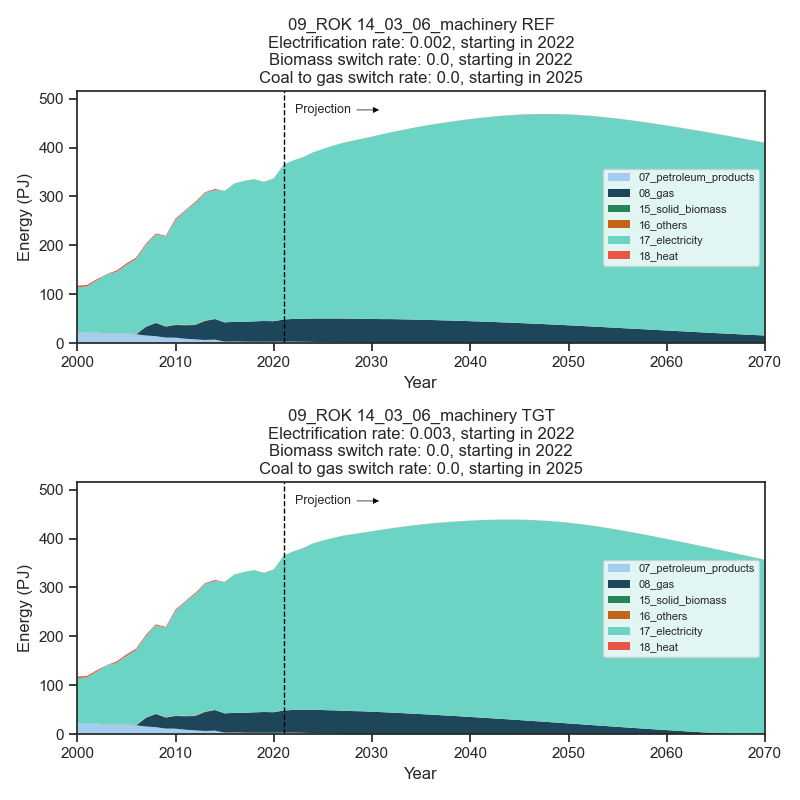 09_ROK 14_03_06_machinery REF
Electrification rate: 0.002, starting in 2022
Biomass switch rate: 0.0, starting in 2022
Coal to gas switch rate: 0.0, starting in 2025
500
400
300
200
100
0
Energy (PJ)
Projection
07_petroleum_products
08_gas
15_solid_biomass
16_others
17_electricity
18_heat
2000 2010 2020 2030 2040 2050 2060 2070
Year
09_ROK 14_03_06_machinery TGT
Electrification rate: 0.003, starting in 2022
Biomass switch rate: 0.0, starting in 2022
Coal to gas switch rate: 0.0, starting in 2025
500
400
300
200
100
0
Energy (PJ)
Projection
07_petroleum_products
08_gas
15_solid_biomass
16_others
17_electricity
18_heat
2000 2010 2020 2030 2040 2050 2060 2070
Year